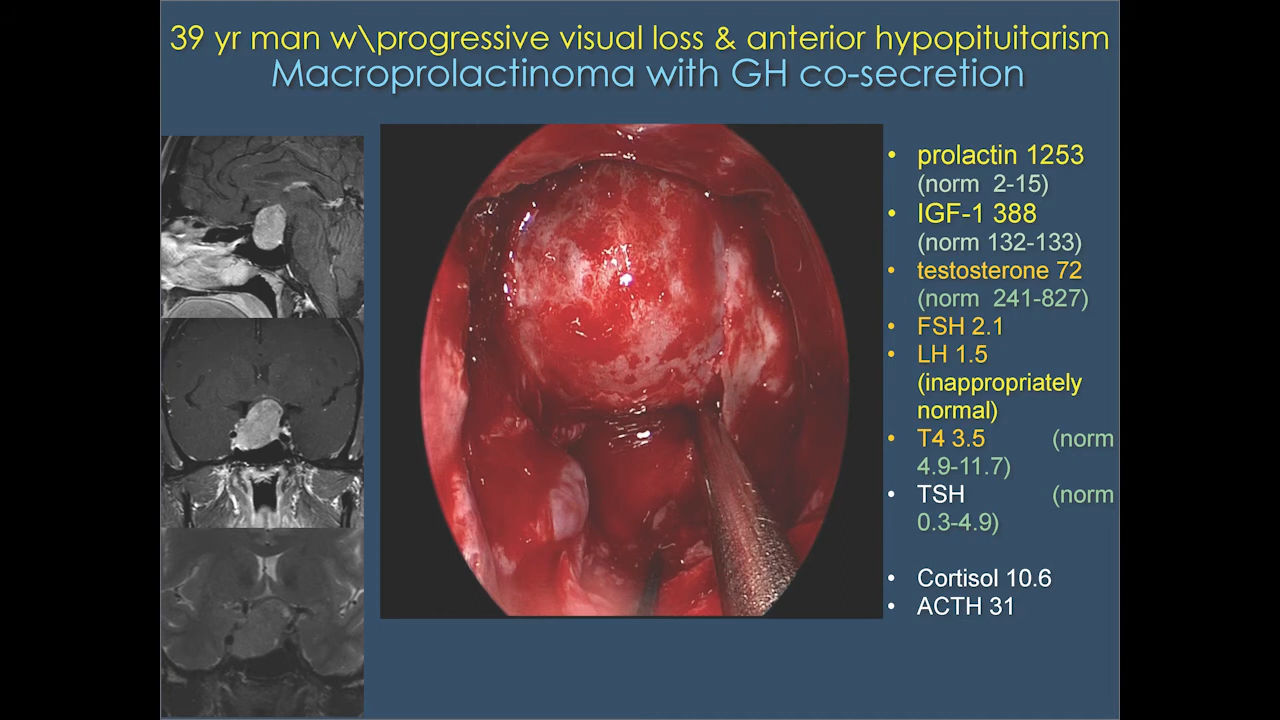 39 yr man w\progressive visual loss & anterior hypopituitarism
Macroprolactinoma with GH co-secretion
• prolactin 1253
(norm 2-15)
• IGF-1 388
(norm 132-133)
• testosterone 72
(norm 241-827)
• FSH 2.1
• LH 1.5
(inappropriately
normal)
• T4 3.5 (norm
4.9-11.7)
• TSH (norm
0.3-4.9)
• Cortisol 10.6
• ACTH 31